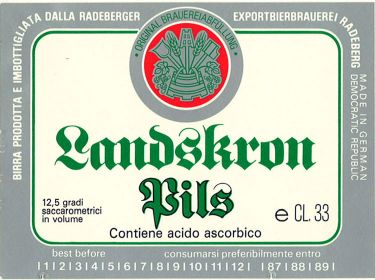 BIRRA PRODOTTA E IMBOTTIGLIATA DALLA RADEBERGER EXPORTBIERBRAUEREI RADEBERG
MADE IN GERMAN
DEMOCRATIC REPUBLIC
• ORIGINAL BRAUEREIABFÜLLUNG •
Landskron
Pils
12,5 gradi
saccarometrici
in volume
e CL. 33
Contiene acido ascorbico
best before consumarsi preferibilmente entro
|1|2|3|4|5|6|7|8|9|10|11|12| |87|88|89|